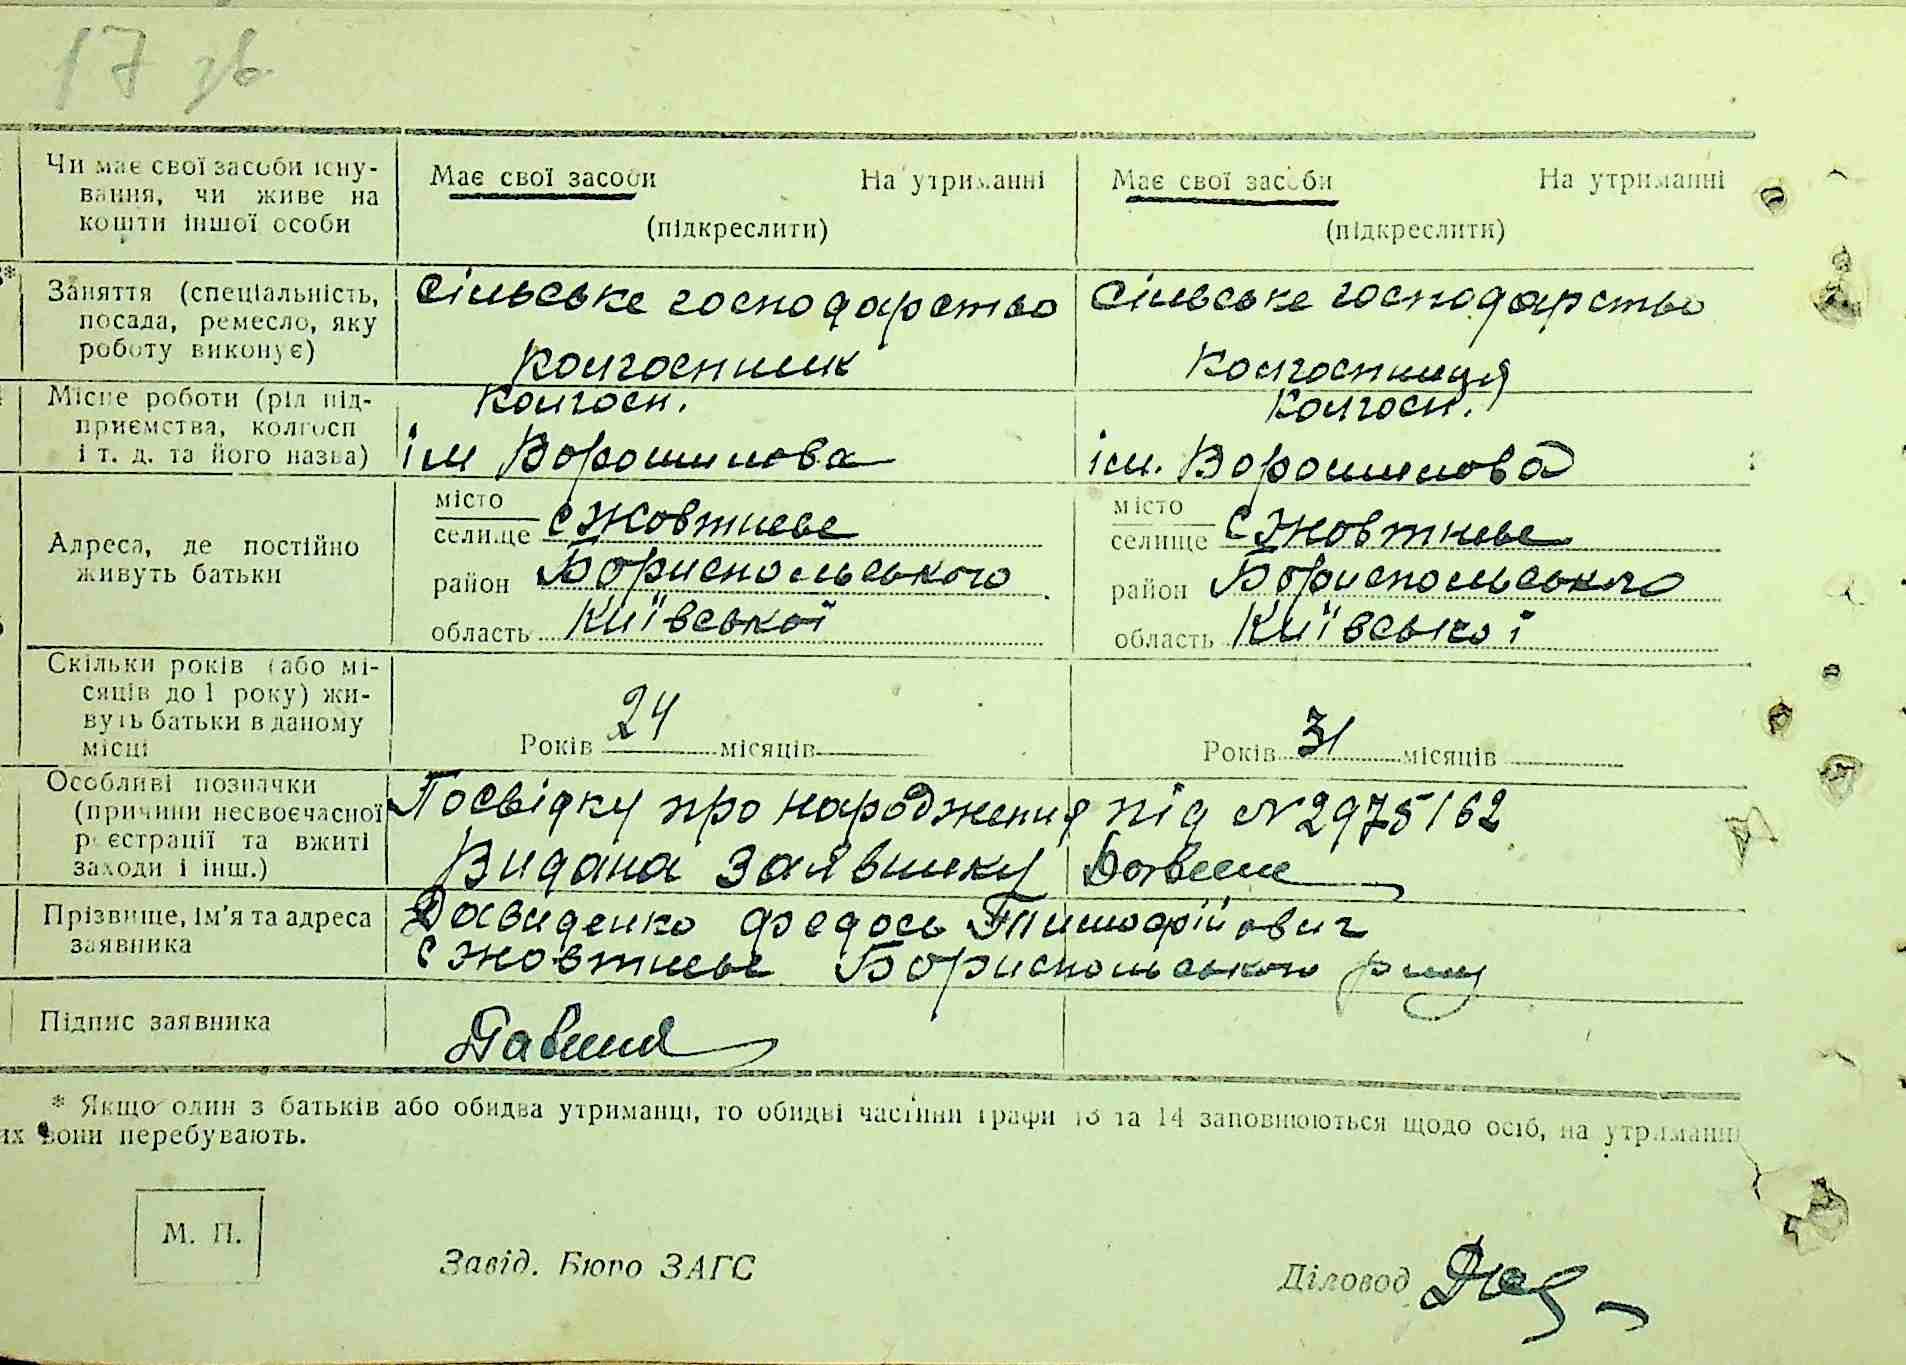 17 зв
Чи має свої засоби існу-
вання, чи живе на
кошти іншої особи
Має свої засоби На утриманні
(підкреслити)
Має свої засоби На утриманні
(підкреслити)
Заняття (спеціальність,
посада, ремесло, яку
роботу виконує)
Сільське господарство
Колгоспник
Сільське господарство
Колгоспниця
Місце роботи (рід під-
приємства, колгосп
і т. д. та його назва)
Колгосп.
ім Ворошилова
Колгосп.
ім. Ворошилова
Адреса, де постійно
живуть батьки
місто
селище с Жовтневе
район Бориспольського
область Київської
місто
селище с Жовтневе
район Бориспольського
область Київської
Скільки років (або мі-
сяців до 1 року) жи-
вуть батьки в даному
місці
Років 24 місяців
Років 31 місяців
Особливі позначки
(причини несвоєчасної
реєстрації та вжиті
заходи і інш.)
Посвідку про народження під № 2975/62
Видана заявнику
Прізвище, ім'я та адреса
заявника
Давиденко Федось Тимофійович
с Жовтневе Бориспольського р-ну
Підпис заявника
* Якщо один з батьків або обидва утриманці, то обидві частини графи 13 та 14 заповнюються щодо осіб, на утриманні
их вони перебувають.
М. П.
Завід. Бюро ЗАГС
Діловод